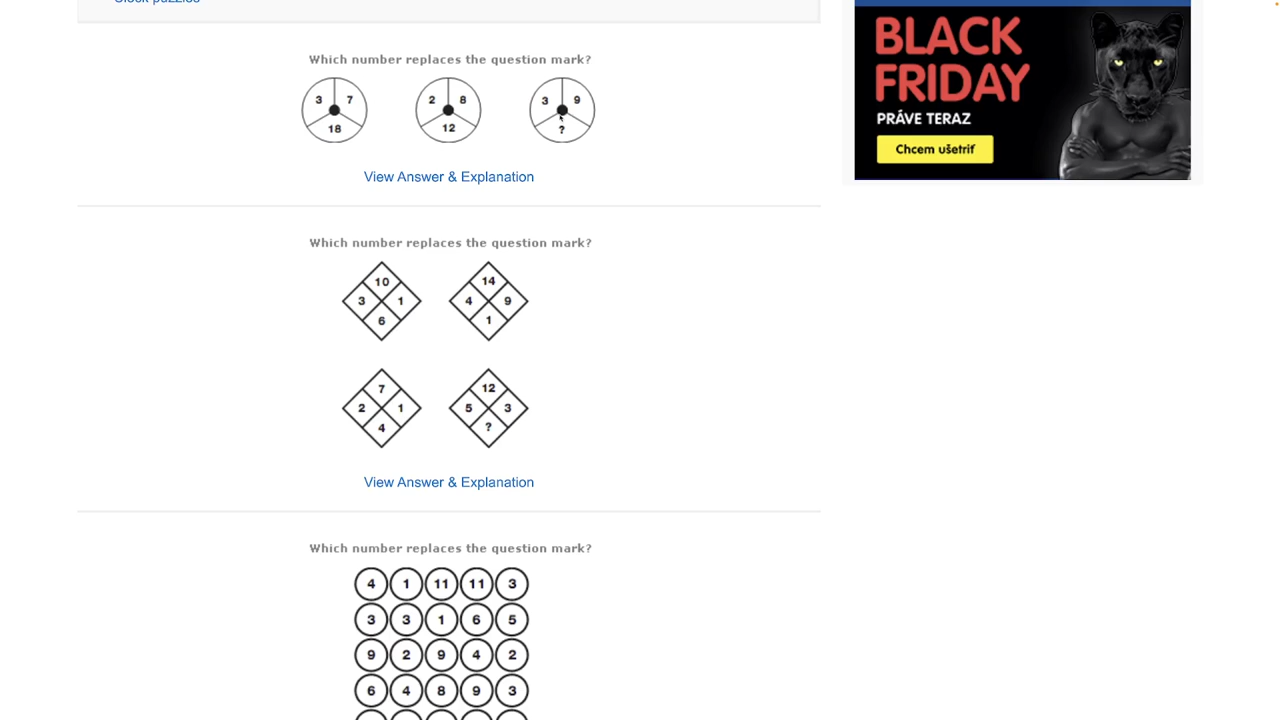 Clock puzzles
Which number replaces the question mark?
3 7 2 8 3 9
18 12 ?
View Answer & Explanation
Which number replaces the question mark?
10 14
3 1 4 9
6 1
7 12
2 1 5 3
4 ?
View Answer & Explanation
Which number replaces the question mark?
4 1 11 11 3
3 3 1 6 5
9 2 9 4 2
6 4 8 9 3
BLACK
FRIDAY
PRÁVE TERAZ
Chcem ušetriť